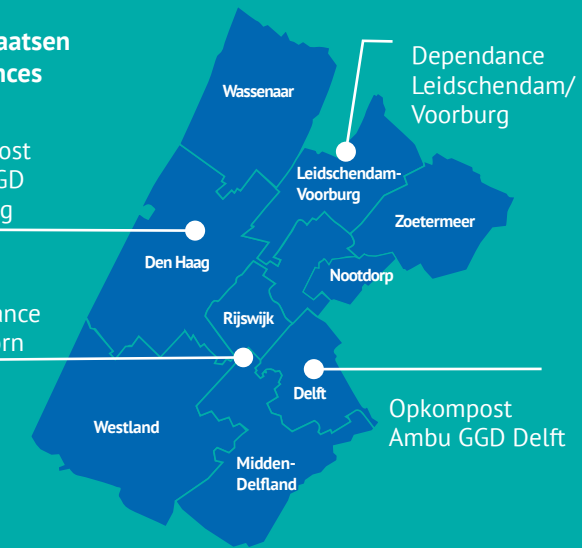 aatsen
nces
Dependance
Leidschendam/
Voorburg
Wassenaar
ost
GD
g
Leidschendam-
Voorburg
Zoetermeer
Den Haag
Nootdorp
ance
orn
Rijswijk
Delft
Opkompost
Ambu GGD Delft
Westland
Midden-
Delfland